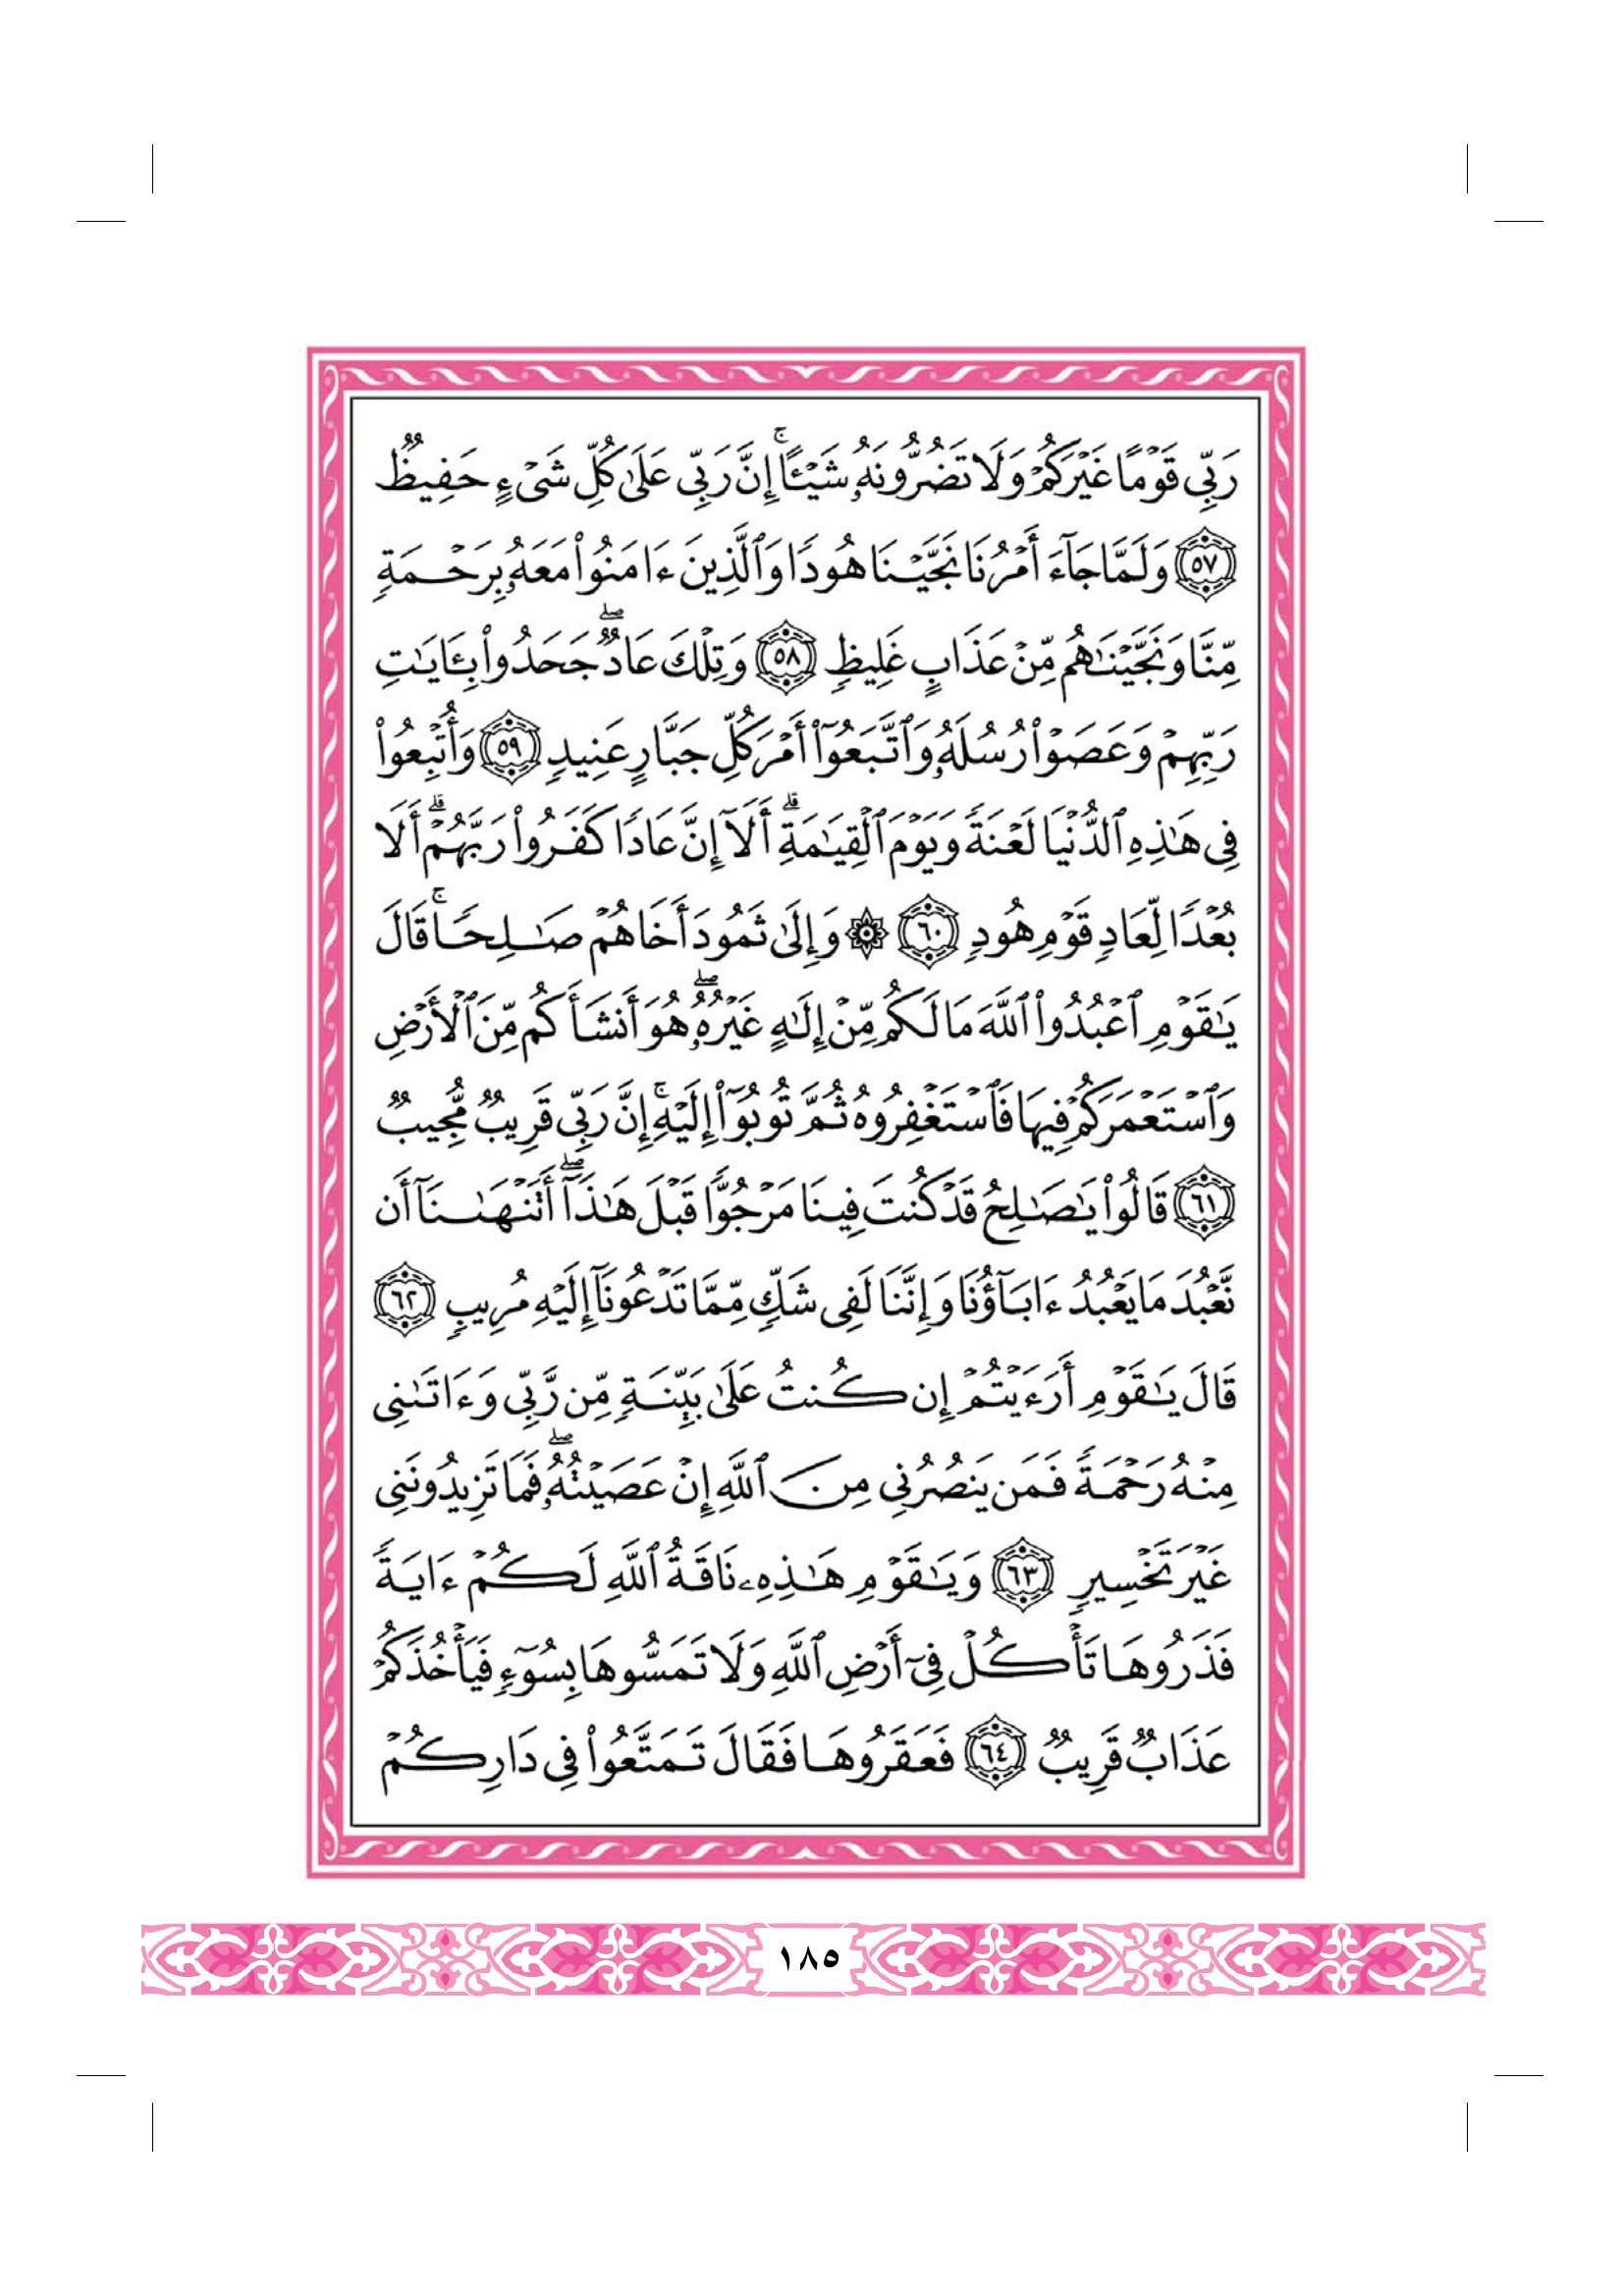 رَبِّي قَوۡمًا غَيۡرَكُمۡ وَلَا تَضُرُّونَهُۥ شَيۡـًٔاۚ إِنَّ رَبِّي عَلَىٰ كُلِّ شَيۡءٍ حَفِيظٞ
٥٧ وَلَمَّا جَآءَ أَمۡرُنَا نَجَّيۡنَا هُودٗا وَٱلَّذِينَ ءَامَنُواْ مَعَهُۥ بِرَحۡمَةٖ
مِّنَّا وَنَجَّيۡنَٰهُم مِّنۡ عَذَابٍ غَلِيظٖ ٥٨ وَتِلۡكَ عَادٞۖ جَحَدُواْ بِـَٔايَٰتِ
رَبِّهِمۡ وَعَصَوۡاْ رُسُلَهُۥ وَٱتَّبَعُوٓاْ أَمۡرَ كُلِّ جَبَّارٍ عَنِيدٖ ٥٩ وَأُتۡبِعُواْ
فِي هَٰذِهِ ٱلدُّنۡيَا لَعۡنَةٗ وَيَوۡمَ ٱلۡقِيَٰمَةِۗ أَلَآ إِنَّ عَادٗا كَفَرُواْ رَبَّهُمۡۗ أَلَا
بُعۡدٗا لِّعَادٖ قَوۡمِ هُودٖ ٦٠ ۞ وَإِلَىٰ ثَمُودَ أَخَاهُمۡ صَٰلِحٗاۚ قَالَ
يَٰقَوۡمِ ٱعۡبُدُواْ ٱللَّهَ مَا لَكُم مِّنۡ إِلَٰهٍ غَيۡرُهُۥۖ هُوَ أَنشَأَكُم مِّنَ ٱلۡأَرۡضِ
وَٱسۡتَعۡمَرَكُمۡ فِيهَا فَٱسۡتَغۡفِرُوهُ ثُمَّ تُوبُوٓاْ إِلَيۡهِۚ إِنَّ رَبِّي قَرِيبٞ مُّجِيبٞ
٦١ قَالُواْ يَٰصَٰلِحُ قَدۡ كُنتَ فِينَا مَرۡجُوّٗا قَبۡلَ هَٰذَآۖ أَتَنۡهَىٰنَآ أَن
نَّعۡبُدَ مَا يَعۡبُدُ ءَابَآؤُنَا وَإِنَّنَا لَفِي شَكّٖ مِّمَّا تَدۡعُونَآ إِلَيۡهِ مُرِيبٖ ٦٢
قَالَ يَٰقَوۡمِ أَرَءَيۡتُمۡ إِن كُنتُ عَلَىٰ بَيِّنَةٖ مِّن رَّبِّي وَءَاتَىٰنِي
مِنۡهُ رَحۡمَةٗ فَمَن يَنصُرُنِي مِنَ ٱللَّهِ إِنۡ عَصَيۡتُهُۥۖ فَمَا تَزِيدُونَنِي
غَيۡرَ تَخۡسِيرٖ ٦٣ وَيَٰقَوۡمِ هَٰذِهِۦ نَاقَةُ ٱللَّهِ لَكُمۡ ءَايَةٗ
فَذَرُوهَا تَأۡكُلۡ فِيٓ أَرۡضِ ٱللَّهِ وَلَا تَمَسُّوهَا بِسُوٓءٖ فَيَأۡخُذَكُمۡ
عَذَابٞ قَرِيبٞ ٦٤ فَعَقَرُوهَا فَقَالَ تَمَتَّعُواْ فِي دَارِكُمۡ
١٨٥